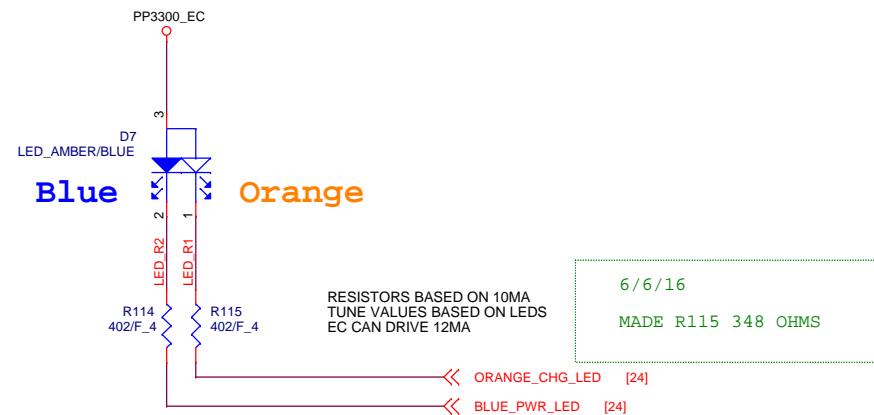 PP3300_EC
3
D7
LED_AMBER/BLUE
Blue
Orange
2
1
LED_R2
LED_R1
R114
402/F_4
R115
402/F_4
RESISTORS BASED ON 10MA
TUNE VALUES BASED ON LEDS
EC CAN DRIVE 12MA
6/6/16
MADE R115 348 OHMS
ORANGE_CHG_LED [24]
BLUE_PWR_LED [24]